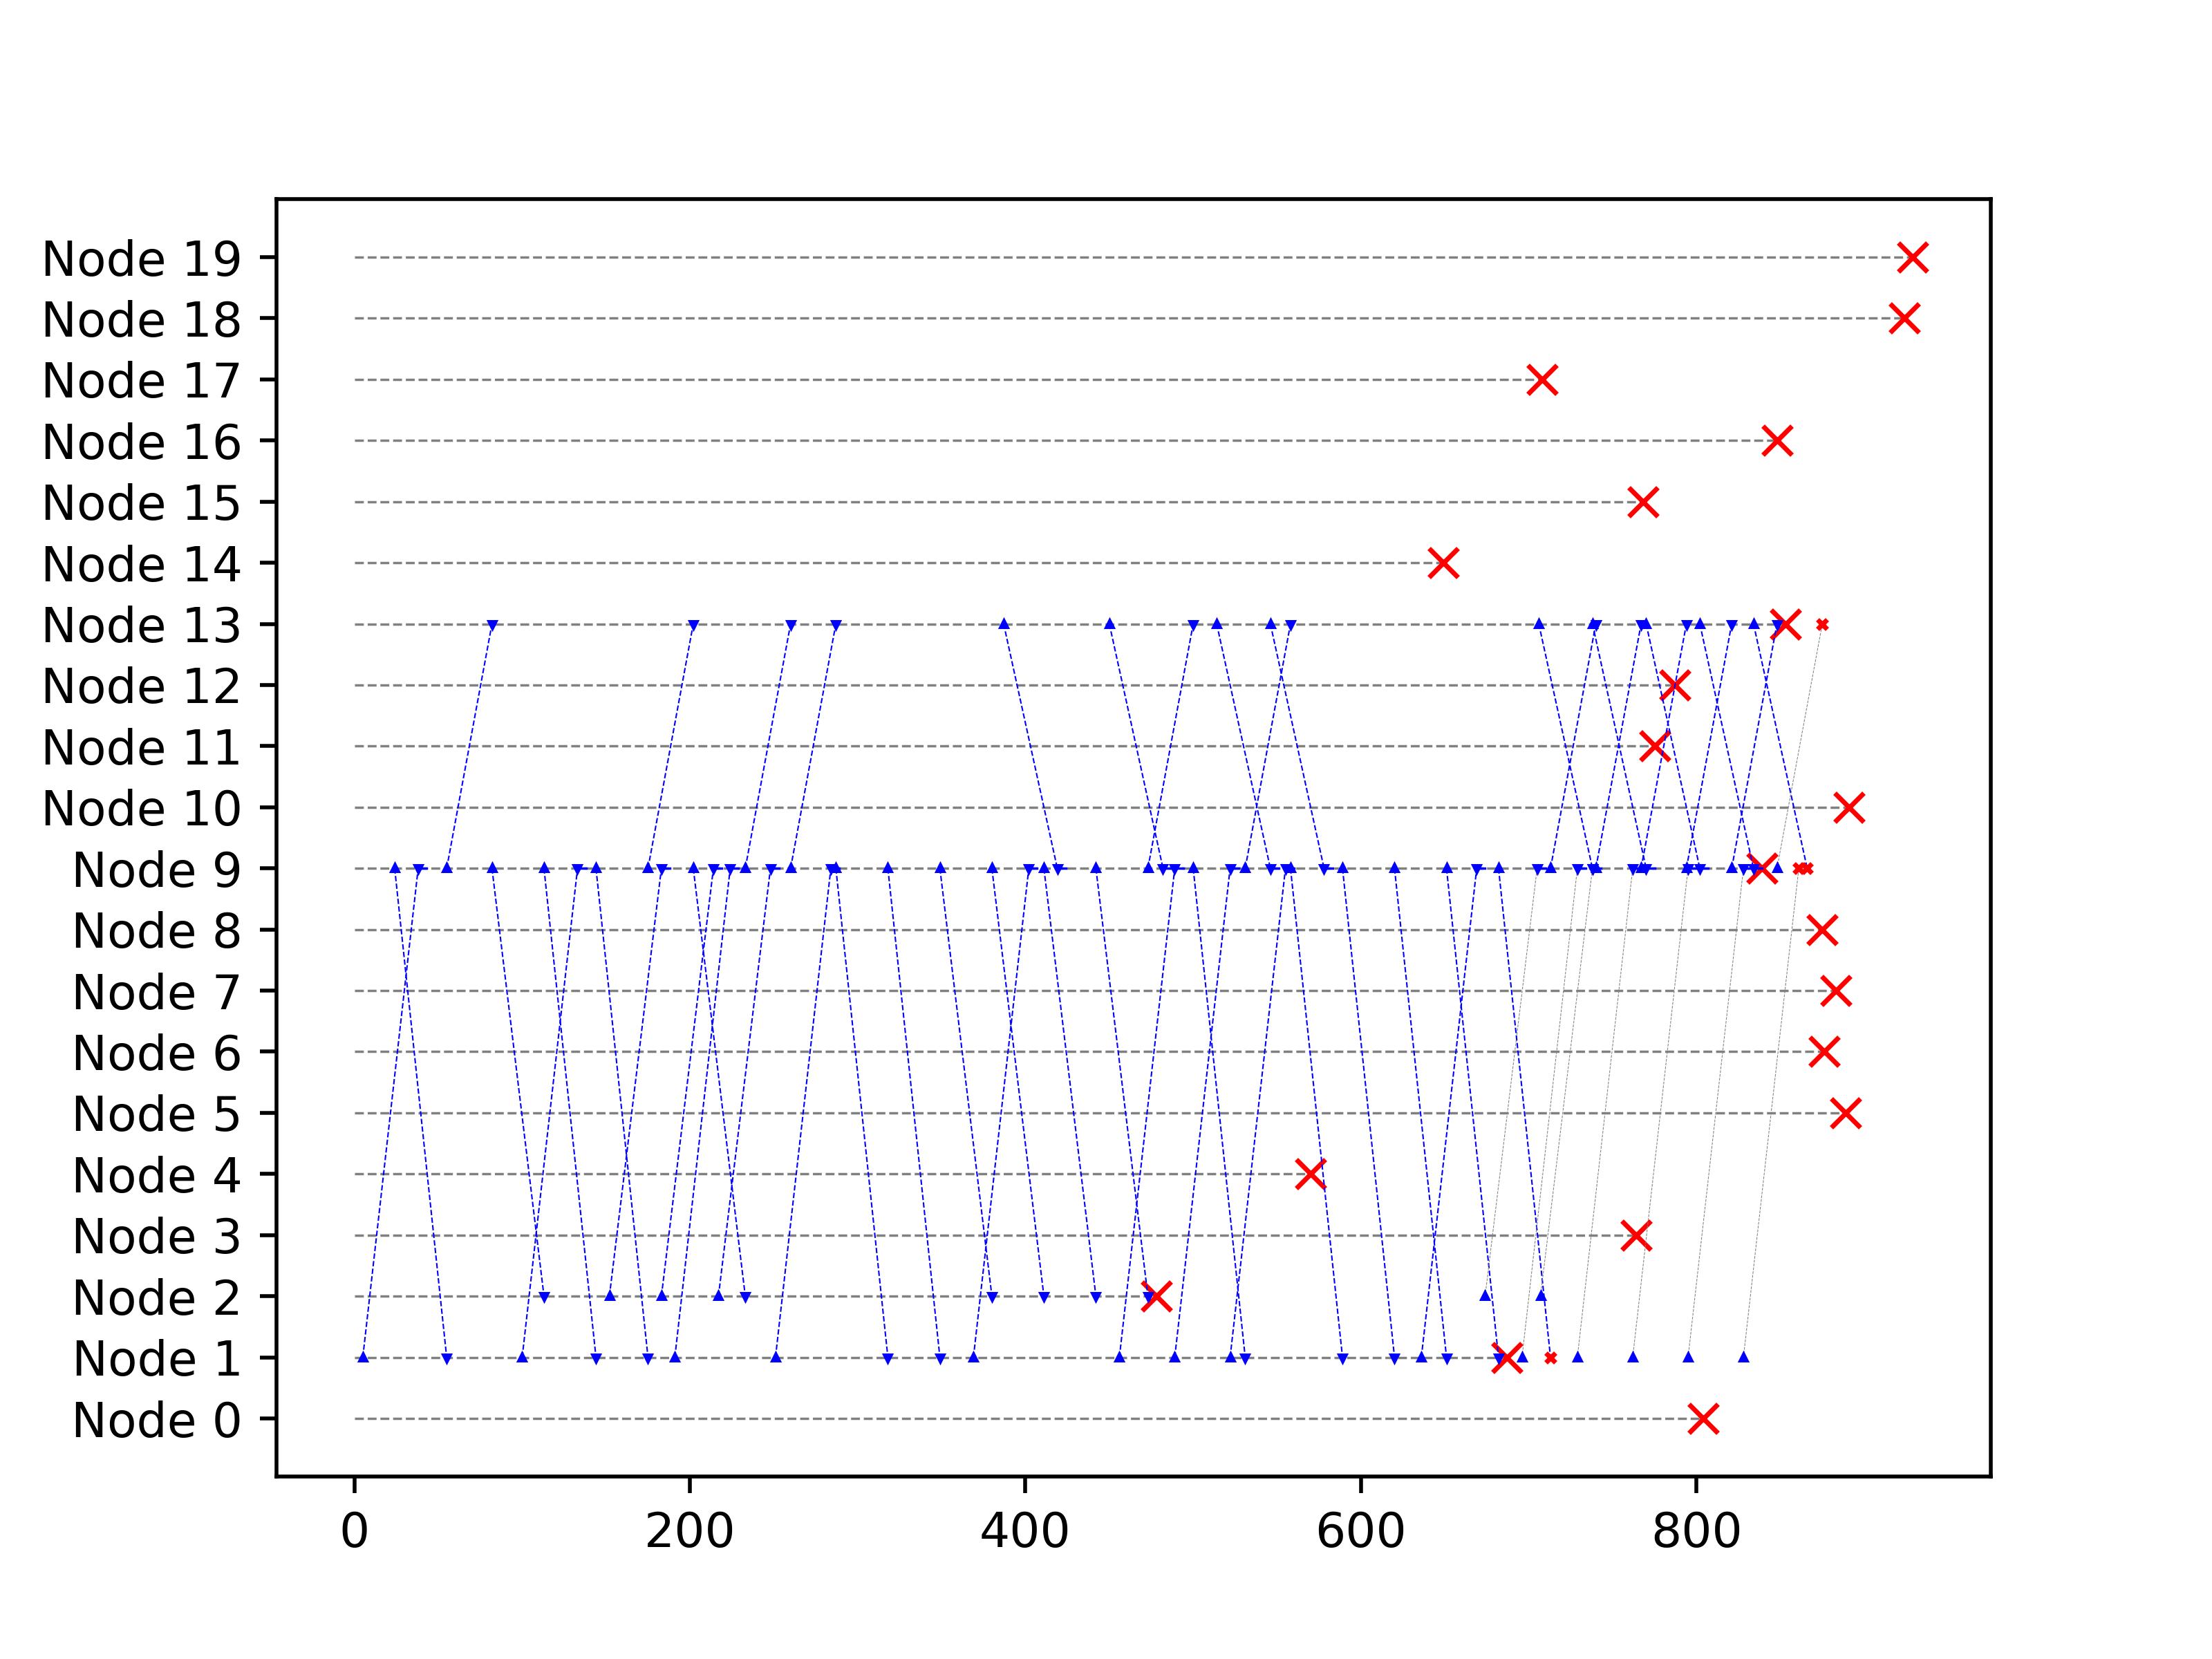 Node 19
Node 18
Node 17
Node 16
Node 15
Node 14
Node 13
Node 12
Node 11
Node 10
Node 9
Node 8
Node 7
Node 6
Node 5
Node 4
Node 3
Node 2
Node 1
Node 0
0 200 400 600 800